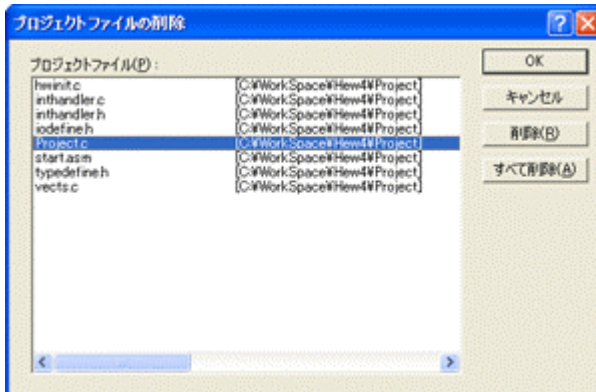 プロジェクトファイルの削除
プロジェクトファイル(P):
hwinit.c [C:¥WorkSpace¥Hew4¥Project]
inthandler.c [C:¥WorkSpace¥Hew4¥Project]
inthandler.h [C:¥WorkSpace¥Hew4¥Project]
iodefine.h [C:¥WorkSpace¥Hew4¥Project]
Project.c [C:¥WorkSpace¥Hew4¥Project]
start.asm [C:¥WorkSpace¥Hew4¥Project]
typedefine.h [C:¥WorkSpace¥Hew4¥Project]
vects.c [C:¥WorkSpace¥Hew4¥Project]
OK
キャンセル
削除(R)
すべて削除(A)